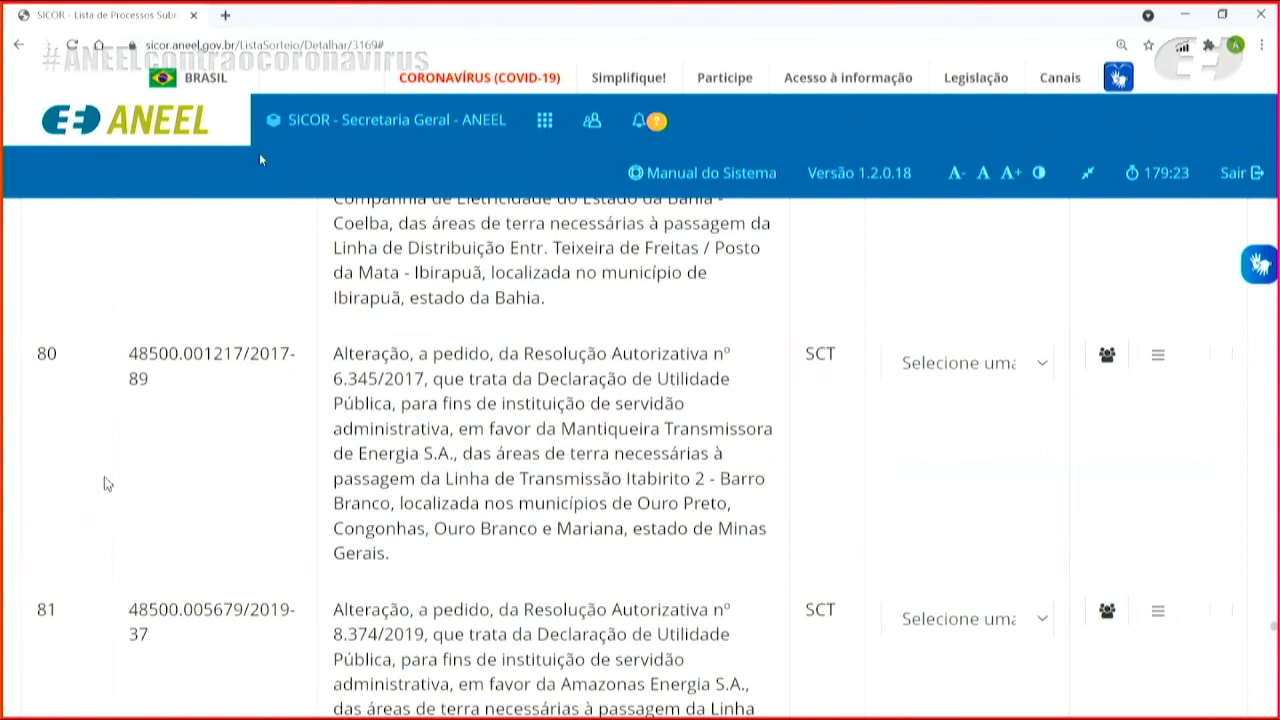 SICOR - Lista de Processos Sub
sicor.aneel.gov.br/ListaSorteio/Detalhar/3169#
#ANEELcontraocoronavirus
A
BRASIL
CORONAVÍRUS (COVID-19)
Simplifique!
Participe
Acesso à informação
Legislação
Canais
ANEEL
SICOR - Secretaria Geral - ANEEL
?
Manual do Sistema
Versão 1.2.0.18
A- A A+
179:23
Sair
Companhia de Eletricidade do Estado da Bahia -
Coelba, das áreas de terra necessárias à passagem da
Linha de Distribuição Entr. Teixeira de Freitas / Posto
da Mata - Ibirapuã, localizada no município de
Ibirapuã, estado da Bahia.
80
48500.001217/2017-
89
Alteração, a pedido, da Resolução Autorizativa nº
6.345/2017, que trata da Declaração de Utilidade
Pública, para fins de instituição de servidão
administrativa, em favor da Mantiqueira Transmissora
de Energia S.A., das áreas de terra necessárias à
passagem da Linha de Transmissão Itabirito 2 - Barro
Branco, localizada nos municípios de Ouro Preto,
Congonhas, Ouro Branco e Mariana, estado de Minas
Gerais.
SCT
Selecione uma
81
48500.005679/2019-
37
Alteração, a pedido, da Resolução Autorizativa nº
8.374/2019, que trata da Declaração de Utilidade
Pública, para fins de instituição de servidão
administrativa, em favor da Amazonas Energia S.A.,
das áreas de terra necessárias à passagem da Linha
SCT
Selecione uma